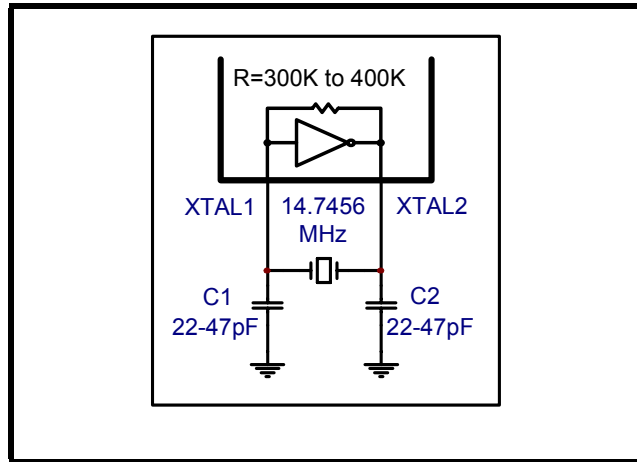 R=300K to 400K
XTAL1 14.7456 XTAL2
MHz
C1 C2
22-47pF 22-47pF